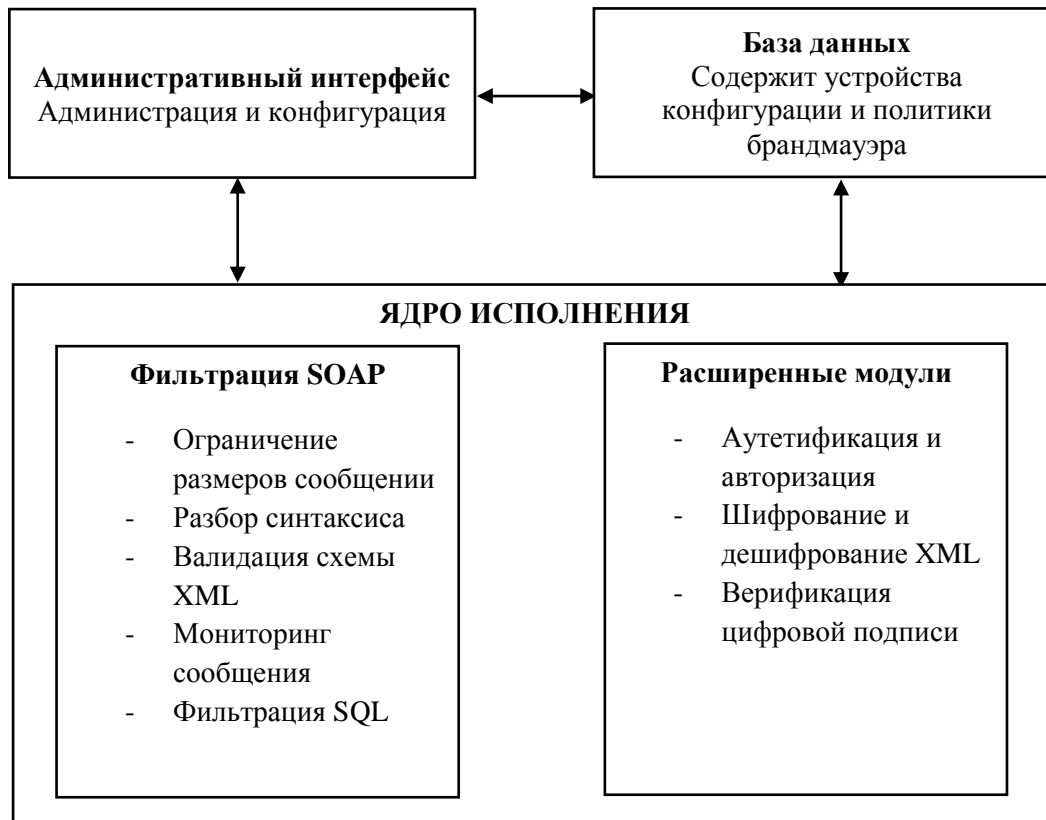 Административный интерфейс
Администрация и конфигурация
База данных
Содержит устройства
конфигурации и политики
брандмауэра
ЯДРО ИСПОЛНЕНИЯ
Фильтрация SOAP
- Ограничение
размеров сообщении
- Разбор синтаксиса
- Валидация схемы
XML
- Мониторинг
сообщения
- Фильтрация SQL
Расширенные модули
- Аутетификация и
авторизация
- Шифрование и
дешифрование XML
- Верификация
цифровой подписи